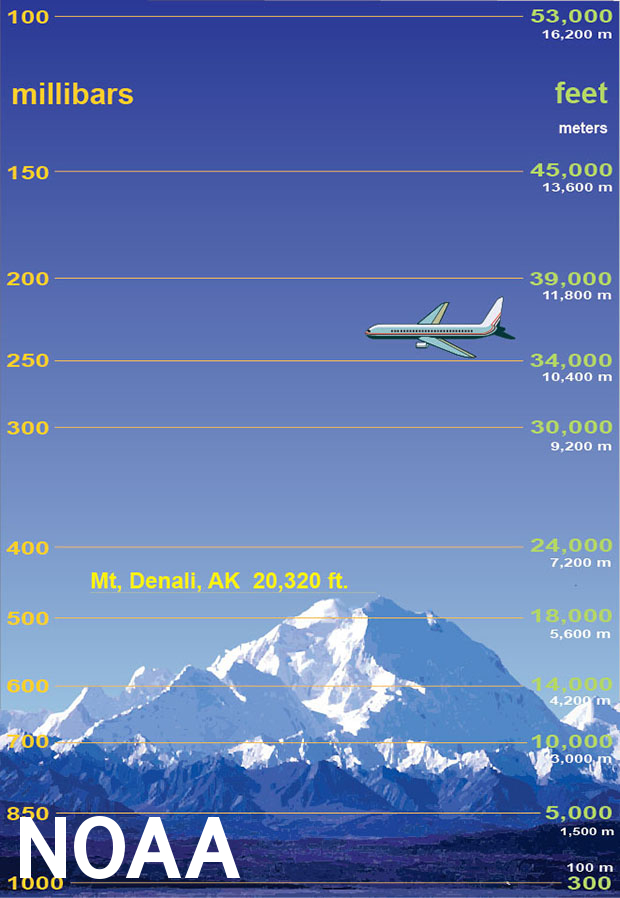 100 53,000
16,200 m
millibars feet
meters
150 45,000
13,600 m
200 39,000
11,800 m
250 34,000
10,400 m
300 30,000
9,200 m
400 24,000
7,200 m
Mt, Denali, AK 20,320 ft.
500 18,000
5,600 m
600 14,000
4,200 m
700 10,000
3,000 m
850 5,000
1,500 m
NOAA
100 m
1000 300